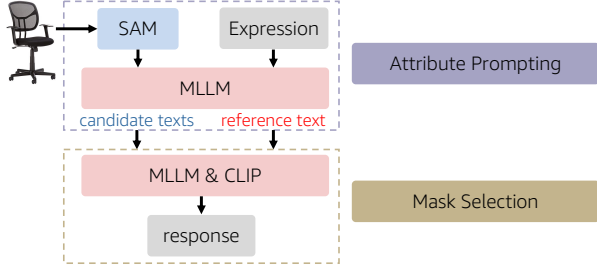 SAM
Expression
Attribute Prompting
MLLM
candidate texts
reference text
MLLM & CLIP
Mask Selection
response